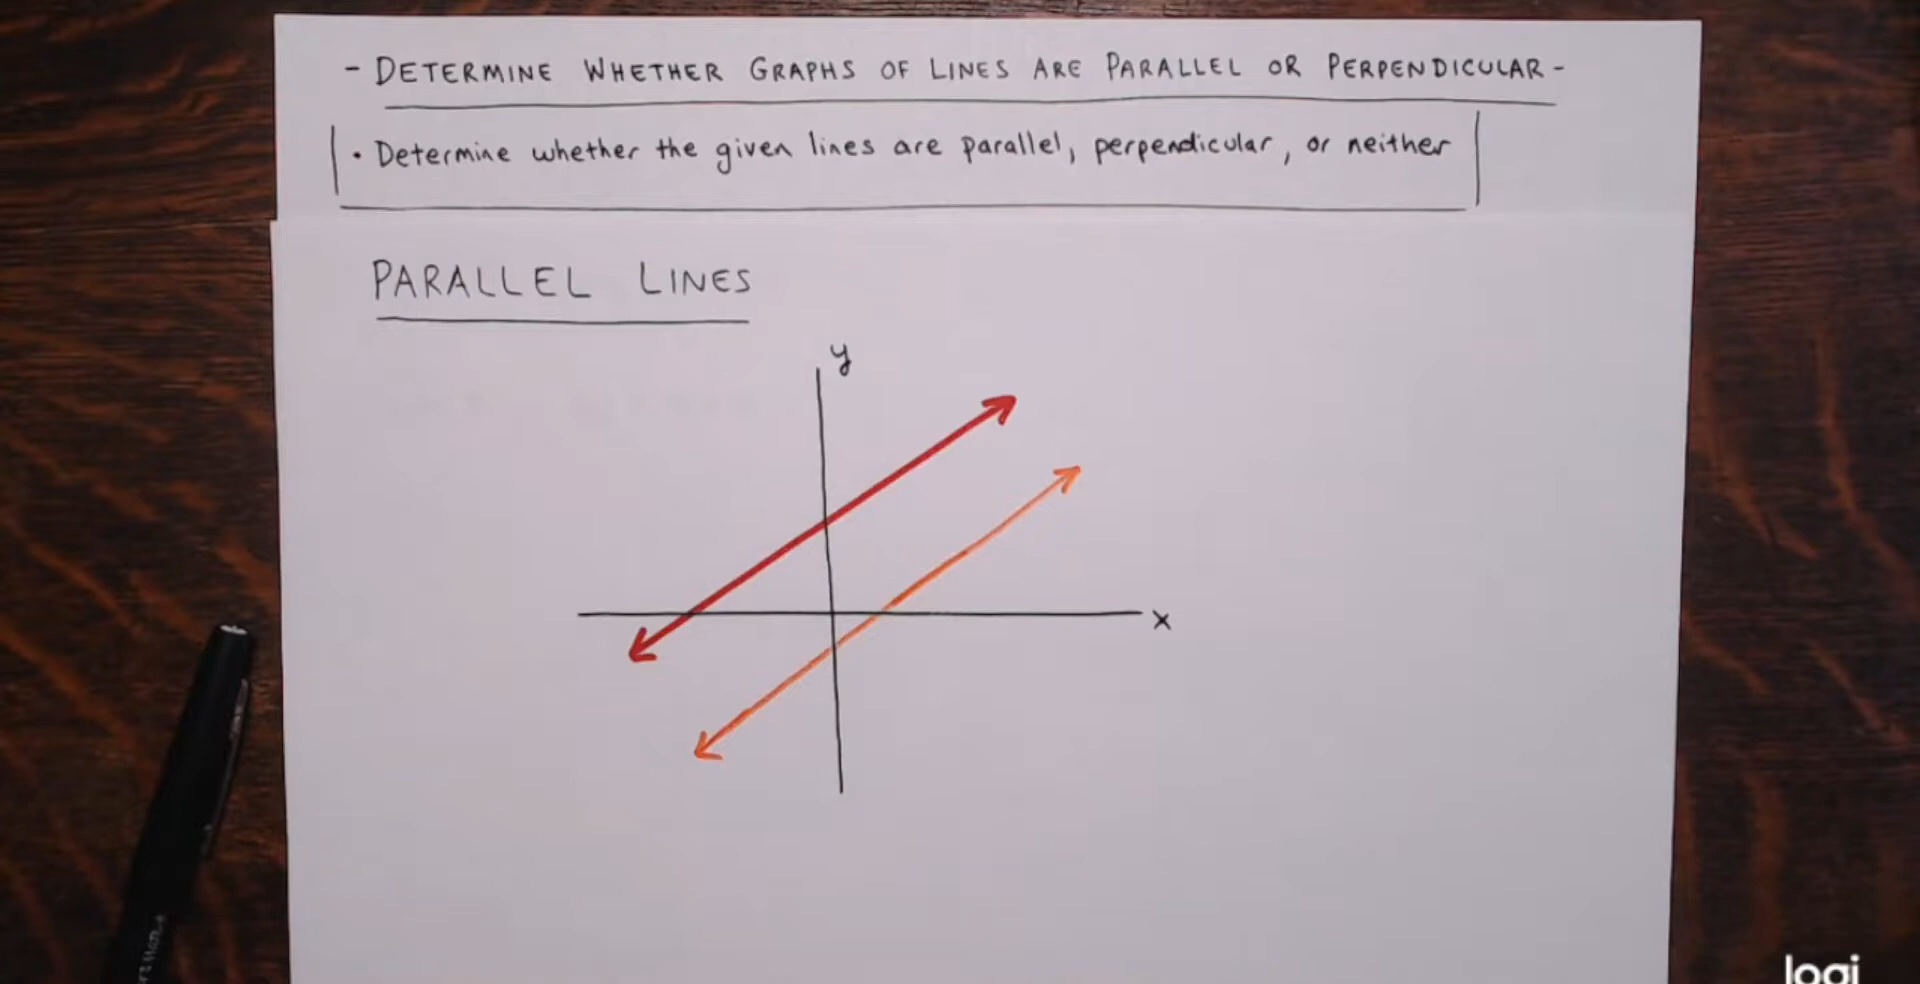 - DETERMINE WHETHER GRAPHS OF LINES ARE PARALLEL OR PERPENDICULAR -
• Determine whether the given lines are parallel, perpendicular, or neither
PARALLEL LINES
y
x
logi